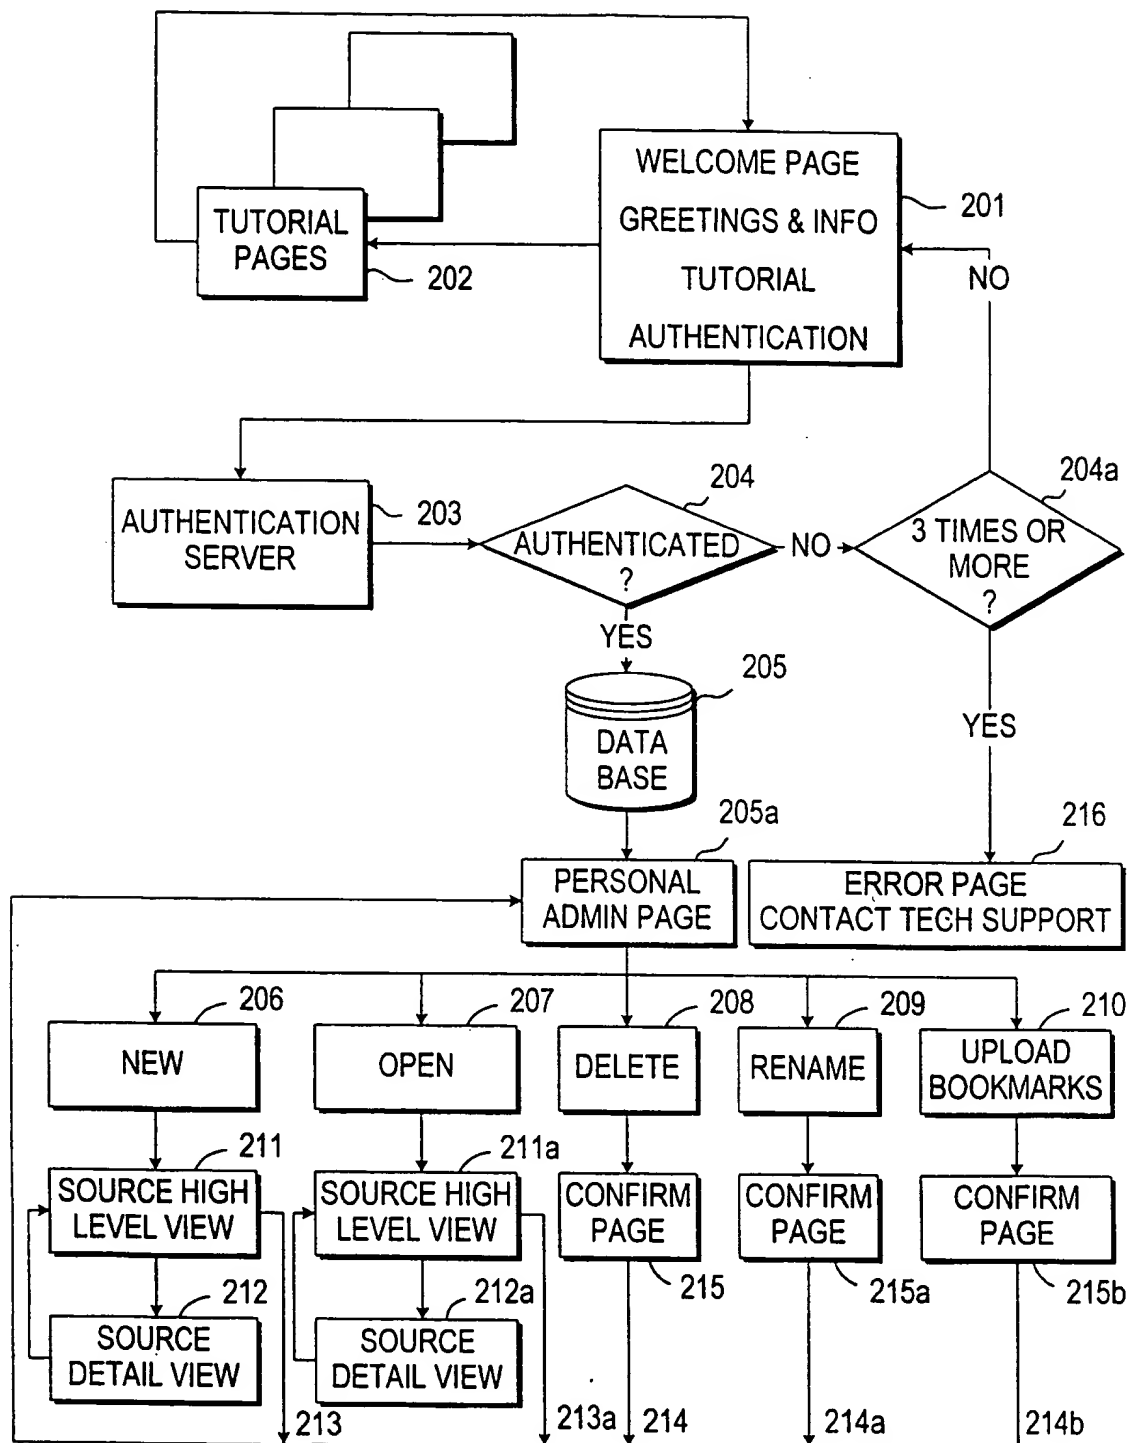 WELCOME PAGE
GREETINGS & INFO
TUTORIAL
AUTHENTICATION
201
TUTORIAL
PAGES
202
NO
AUTHENTICATION
SERVER
203
AUTHENTICATED
?
204
NO
3 TIMES OR
MORE
?
204a
YES
YES
DATA
BASE
205
PERSONAL
ADMIN PAGE
205a
ERROR PAGE
CONTACT TECH SUPPORT
216
NEW
206
OPEN
207
DELETE
208
RENAME
209
UPLOAD
BOOKMARKS
210
SOURCE HIGH
LEVEL VIEW
211
SOURCE HIGH
LEVEL VIEW
211a
CONFIRM
PAGE
215
CONFIRM
PAGE
215a
CONFIRM
PAGE
215b
SOURCE
DETAIL VIEW
212
SOURCE
DETAIL VIEW
212a
213
213a
214
214a
214b